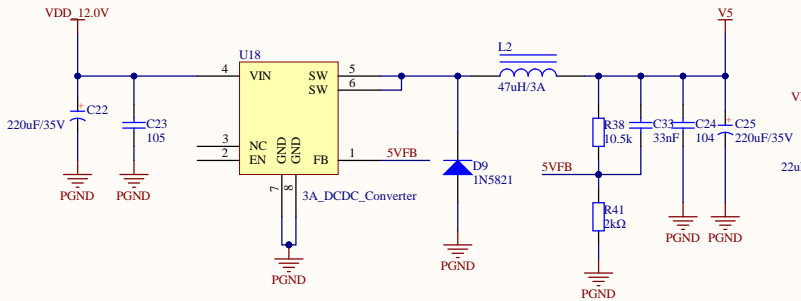 VDD_12.0V
V5
U18
L2
4
VIN
SW
5
SW
6
47uH/3A
C22
220uF/35V
C23
105
3
NC
2
EN
GND
GND
FB
1
5VFB
7
8
3A_DCDC_Converter
D9
1N5821
5VFB
R38
10.5k
C33
33nF
C24
104
C25
220uF/35V
R41
2kΩ
PGND
PGND
PGND
PGND
PGND
PGND
PGND